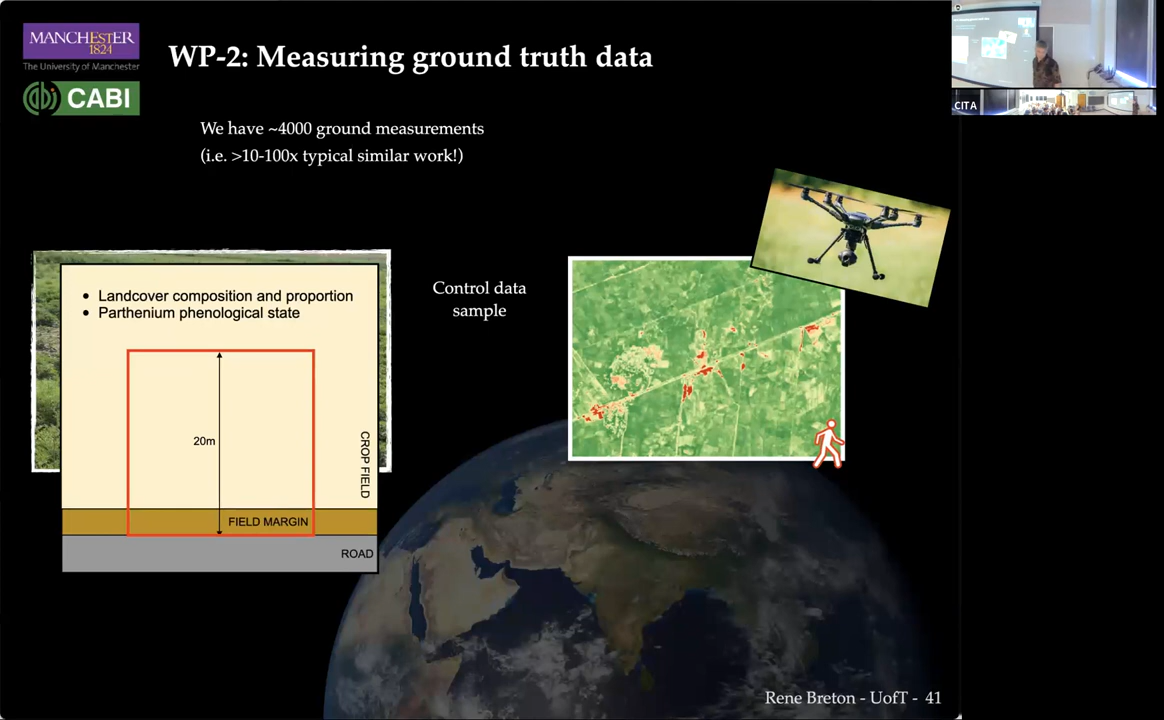 MANCHESTER
1824
The University of Manchester
CABI
WP-2: Measuring ground truth data
We have ~4000 ground measurements
(i.e. >10-100x typical similar work!)
• Landcover composition and proportion
• Parthenium phenological state
20m
CROP FIELD
FIELD MARGIN
ROAD
Control data
sample
CITA
Rene Breton - UofT - 41